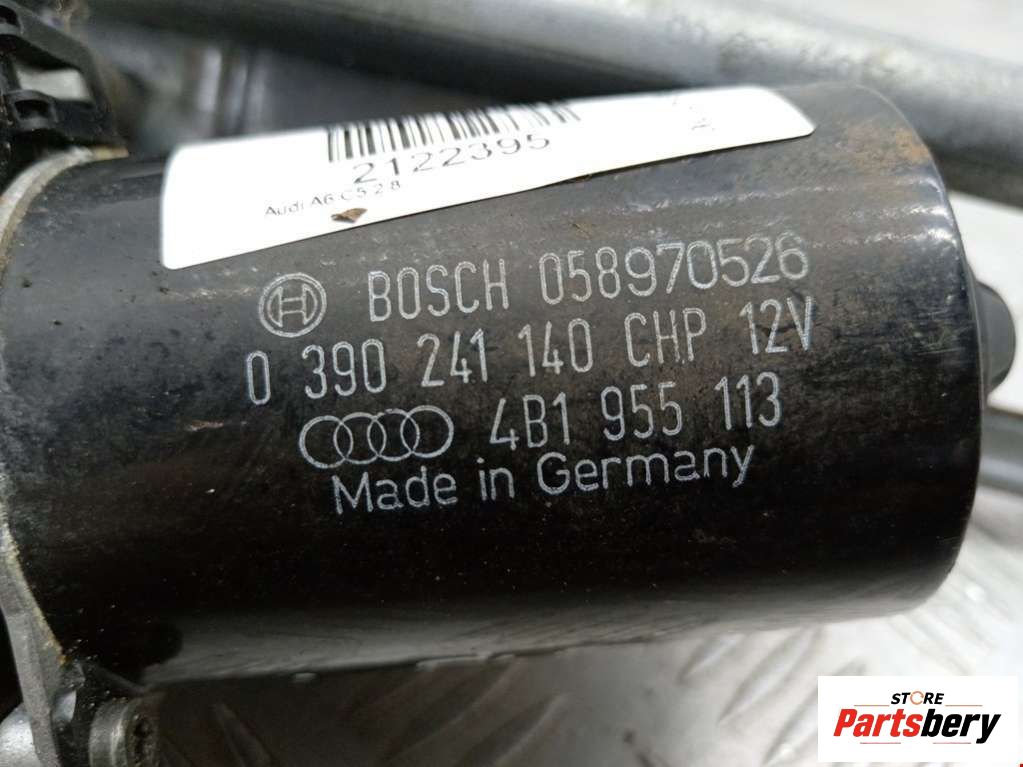 2122395
Audi A6 C5 2.8
BOSCH 058970526
0 390 241 140 CHP 12V
4B1 955 113
Made in Germany
STORE
Partsbery